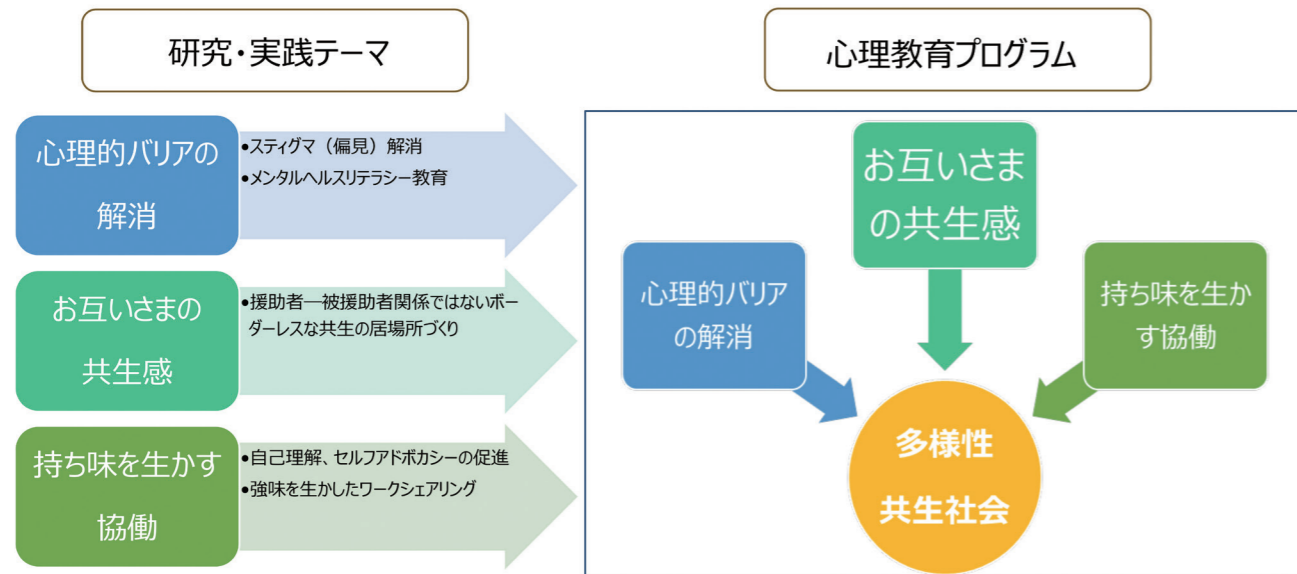 研究・実践テーマ
心理的バリアの
解消
•スティグマ（偏見）解消
•メンタルヘルスリテラシー教育
お互いさまの
共生感
•援助者―被援助者関係ではないボー
ダーレスな共生の居場所づくり
持ち味を生かす
協働
•自己理解、セルフアドボカシーの促進
•強味を生かしたワークシェアリング
心理教育プログラム
お互いさま
の共生感
心理的バリア
の解消
持ち味を生か
す協働
多様性
共生社会